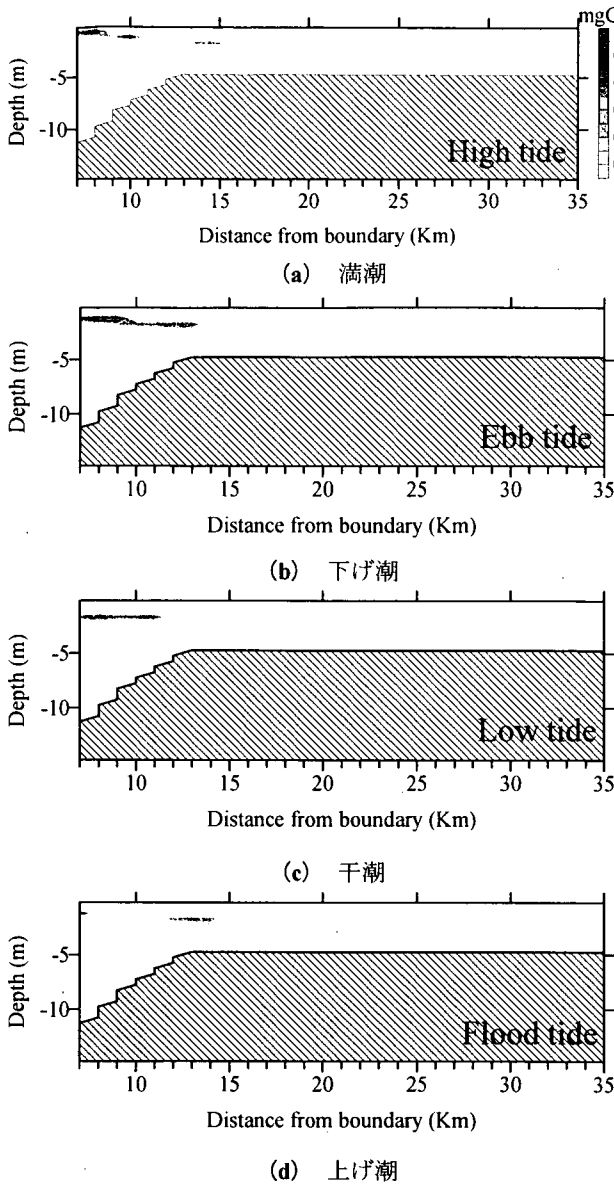 mgC
Depth (m)
-5
-10
High tide
10 15 20 25 30 35
Distance from boundary (Km)
(a) 満潮
Depth (m)
-5
-10
Ebb tide
10 15 20 25 30 35
Distance from boundary (Km)
(b) 下げ潮
Depth (m)
-5
-10
Low tide
10 15 20 25 30 35
Distance from boundary (Km)
(c) 干潮
Depth (m)
-5
-10
Flood tide
10 15 20 25 30 35
Distance from boundary (Km)
(d) 上げ潮